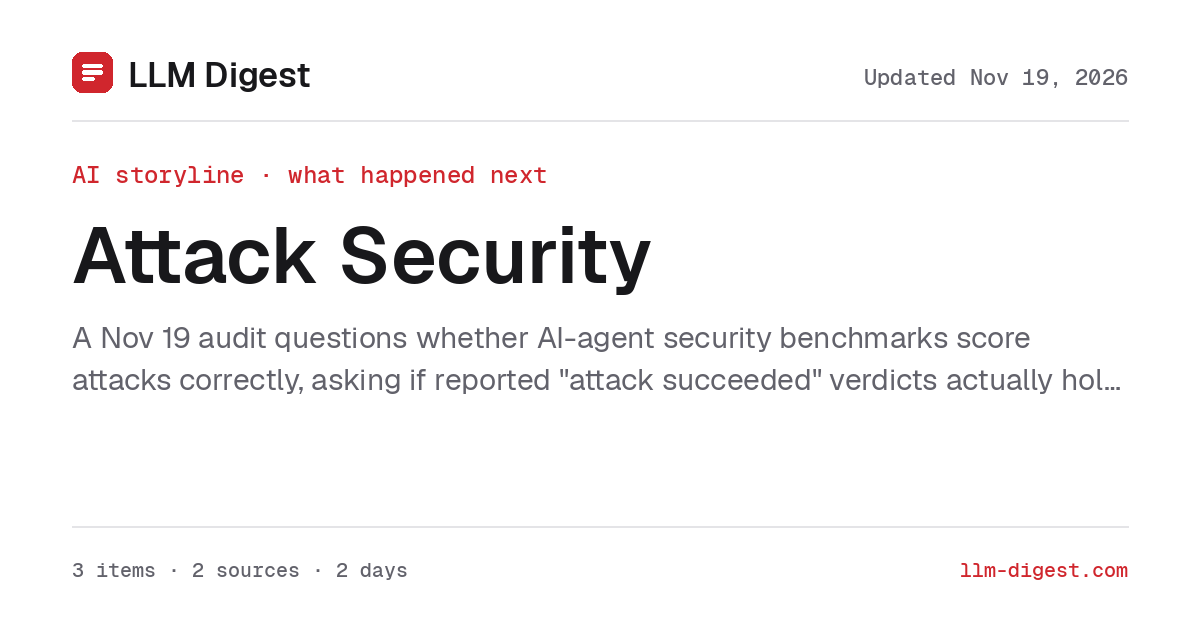 LLM Digest
Updated Nov 19, 2026
AI storyline · what happened next
Attack Security
A Nov 19 audit questions whether AI-agent security benchmarks score
attacks correctly, asking if reported "attack succeeded" verdicts actually hol…
3 items · 2 sources · 2 days
llm-digest.com